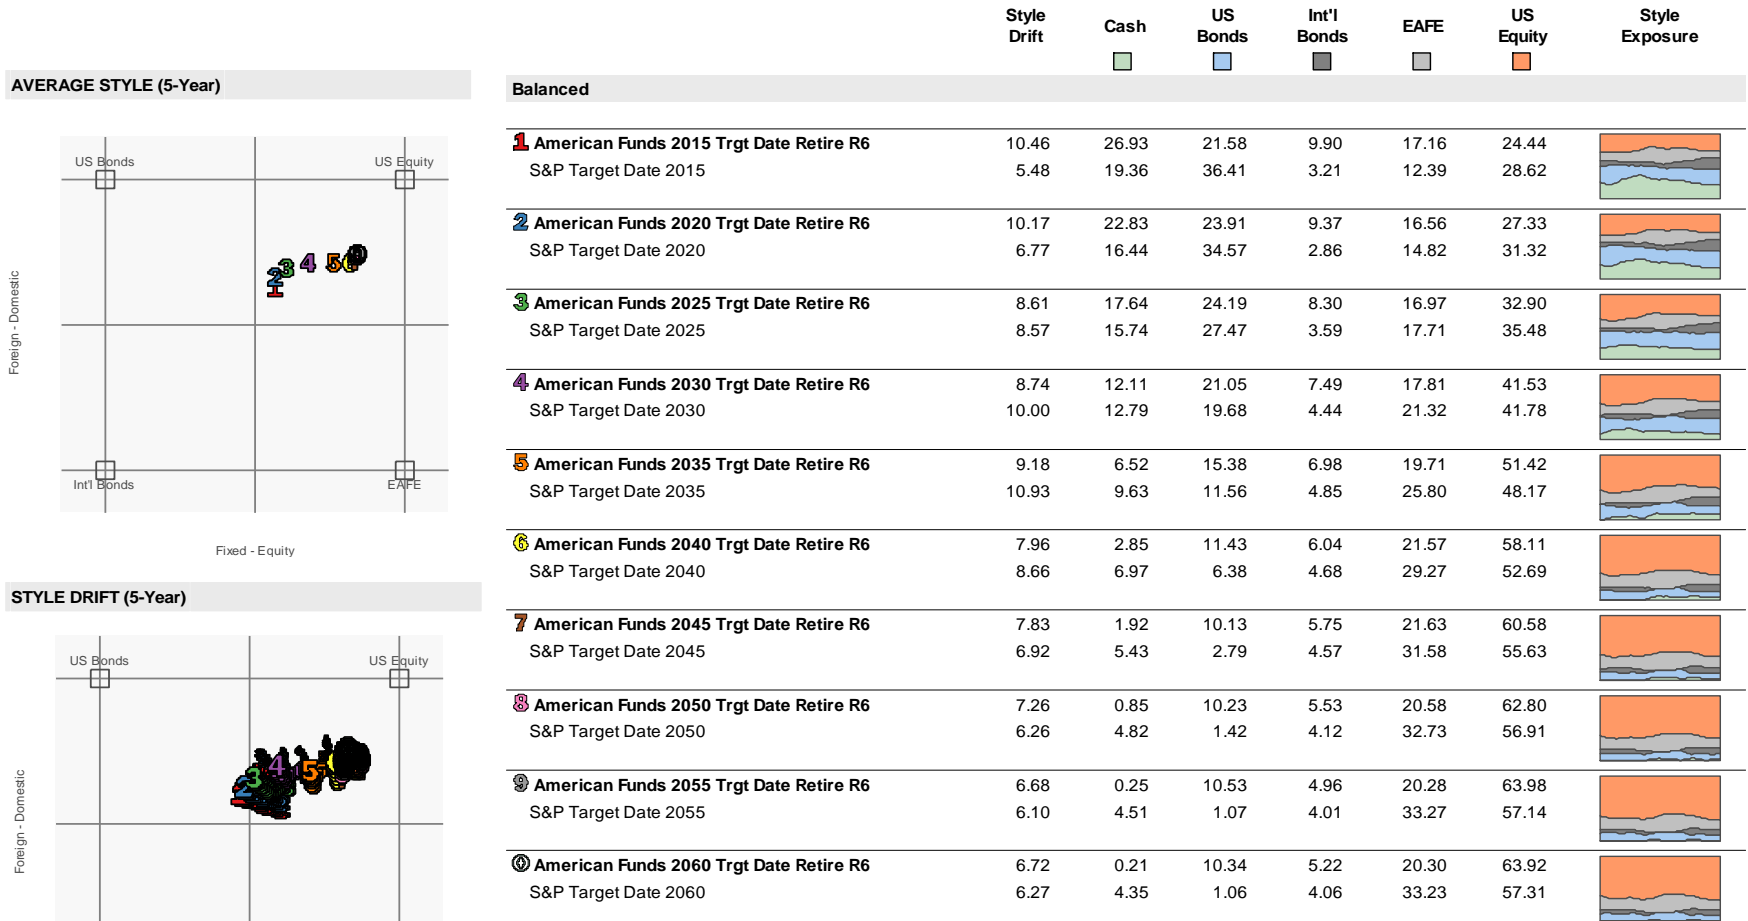 Style Drift Cash US Bonds Int'l Bonds EAFE US Equity Style Exposure
AVERAGE STYLE (5-Year)
US Bonds US Equity
Int'l Bonds EAFE
Foreign - Domestic
Fixed - Equity
1 2 3 4 5 6
STYLE DRIFT (5-Year)
US Bonds US Equity
2 3 4 5
Foreign - Domestic
Balanced
1 American Funds 2015 Trgt Date Retire R6 10.46 26.93 21.58 9.90 17.16 24.44
S&P Target Date 2015 5.48 19.36 36.41 3.21 12.39 28.62
2 American Funds 2020 Trgt Date Retire R6 10.17 22.83 23.91 9.37 16.56 27.33
S&P Target Date 2020 6.77 16.44 34.57 2.86 14.82 31.32
3 American Funds 2025 Trgt Date Retire R6 8.61 17.64 24.19 8.30 16.97 32.90
S&P Target Date 2025 8.57 15.74 27.47 3.59 17.71 35.48
4 American Funds 2030 Trgt Date Retire R6 8.74 12.11 21.05 7.49 17.81 41.53
S&P Target Date 2030 10.00 12.79 19.68 4.44 21.32 41.78
5 American Funds 2035 Trgt Date Retire R6 9.18 6.52 15.38 6.98 19.71 51.42
S&P Target Date 2035 10.93 9.63 11.56 4.85 25.80 48.17
6 American Funds 2040 Trgt Date Retire R6 7.96 2.85 11.43 6.04 21.57 58.11
S&P Target Date 2040 8.66 6.97 6.38 4.68 29.27 52.69
7 American Funds 2045 Trgt Date Retire R6 7.83 1.92 10.13 5.75 21.63 60.58
S&P Target Date 2045 6.92 5.43 2.79 4.57 31.58 55.63
8 American Funds 2050 Trgt Date Retire R6 7.26 0.85 10.23 5.53 20.58 62.80
S&P Target Date 2050 6.26 4.82 1.42 4.12 32.73 56.91
9 American Funds 2055 Trgt Date Retire R6 6.68 0.25 10.53 4.96 20.28 63.98
S&P Target Date 2055 6.10 4.51 1.07 4.01 33.27 57.14
American Funds 2060 Trgt Date Retire R6 6.72 0.21 10.34 5.22 20.30 63.92
S&P Target Date 2060 6.27 4.35 1.06 4.06 33.23 57.31